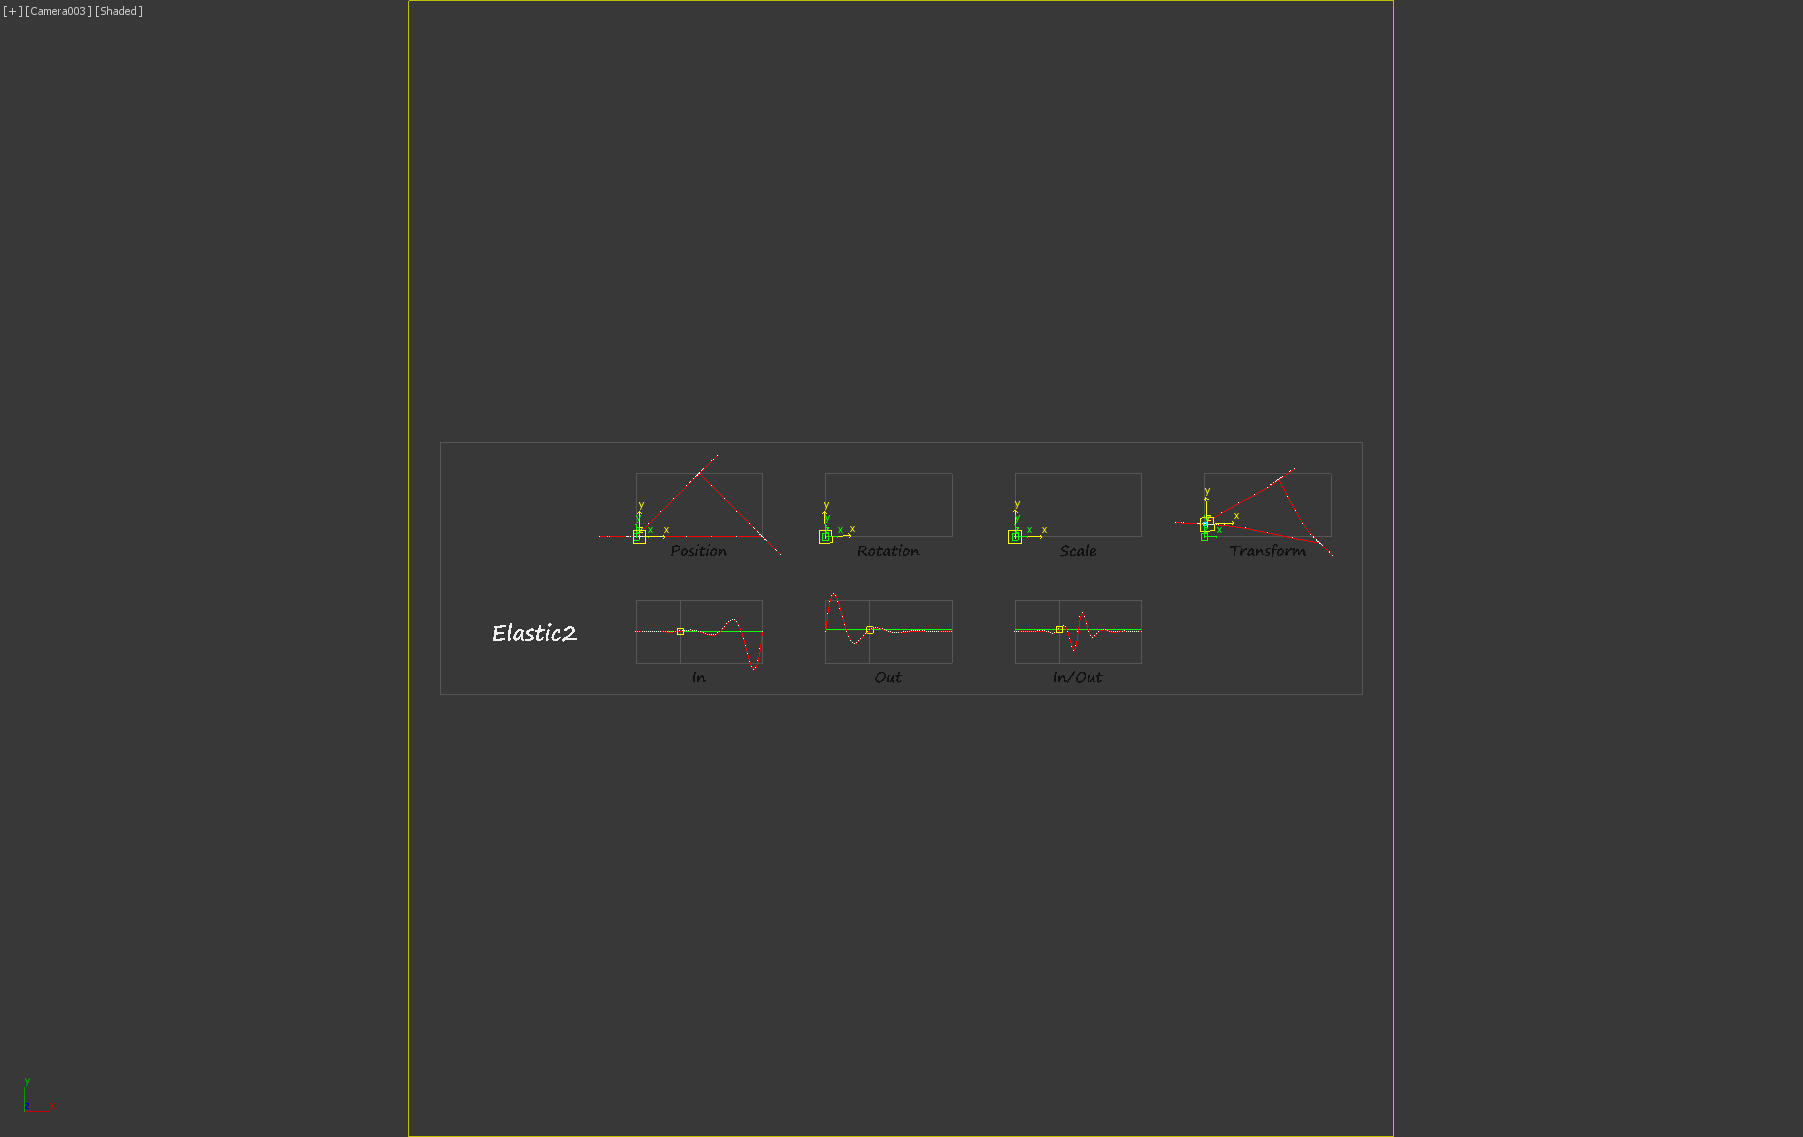 [+] [Camera003] [Shaded]
y
y
y
y
y x x
y x x
y x x
x
x
Position
Rotation
Scale
Transform
Elastic2
In
Out
In/Out
y
z x